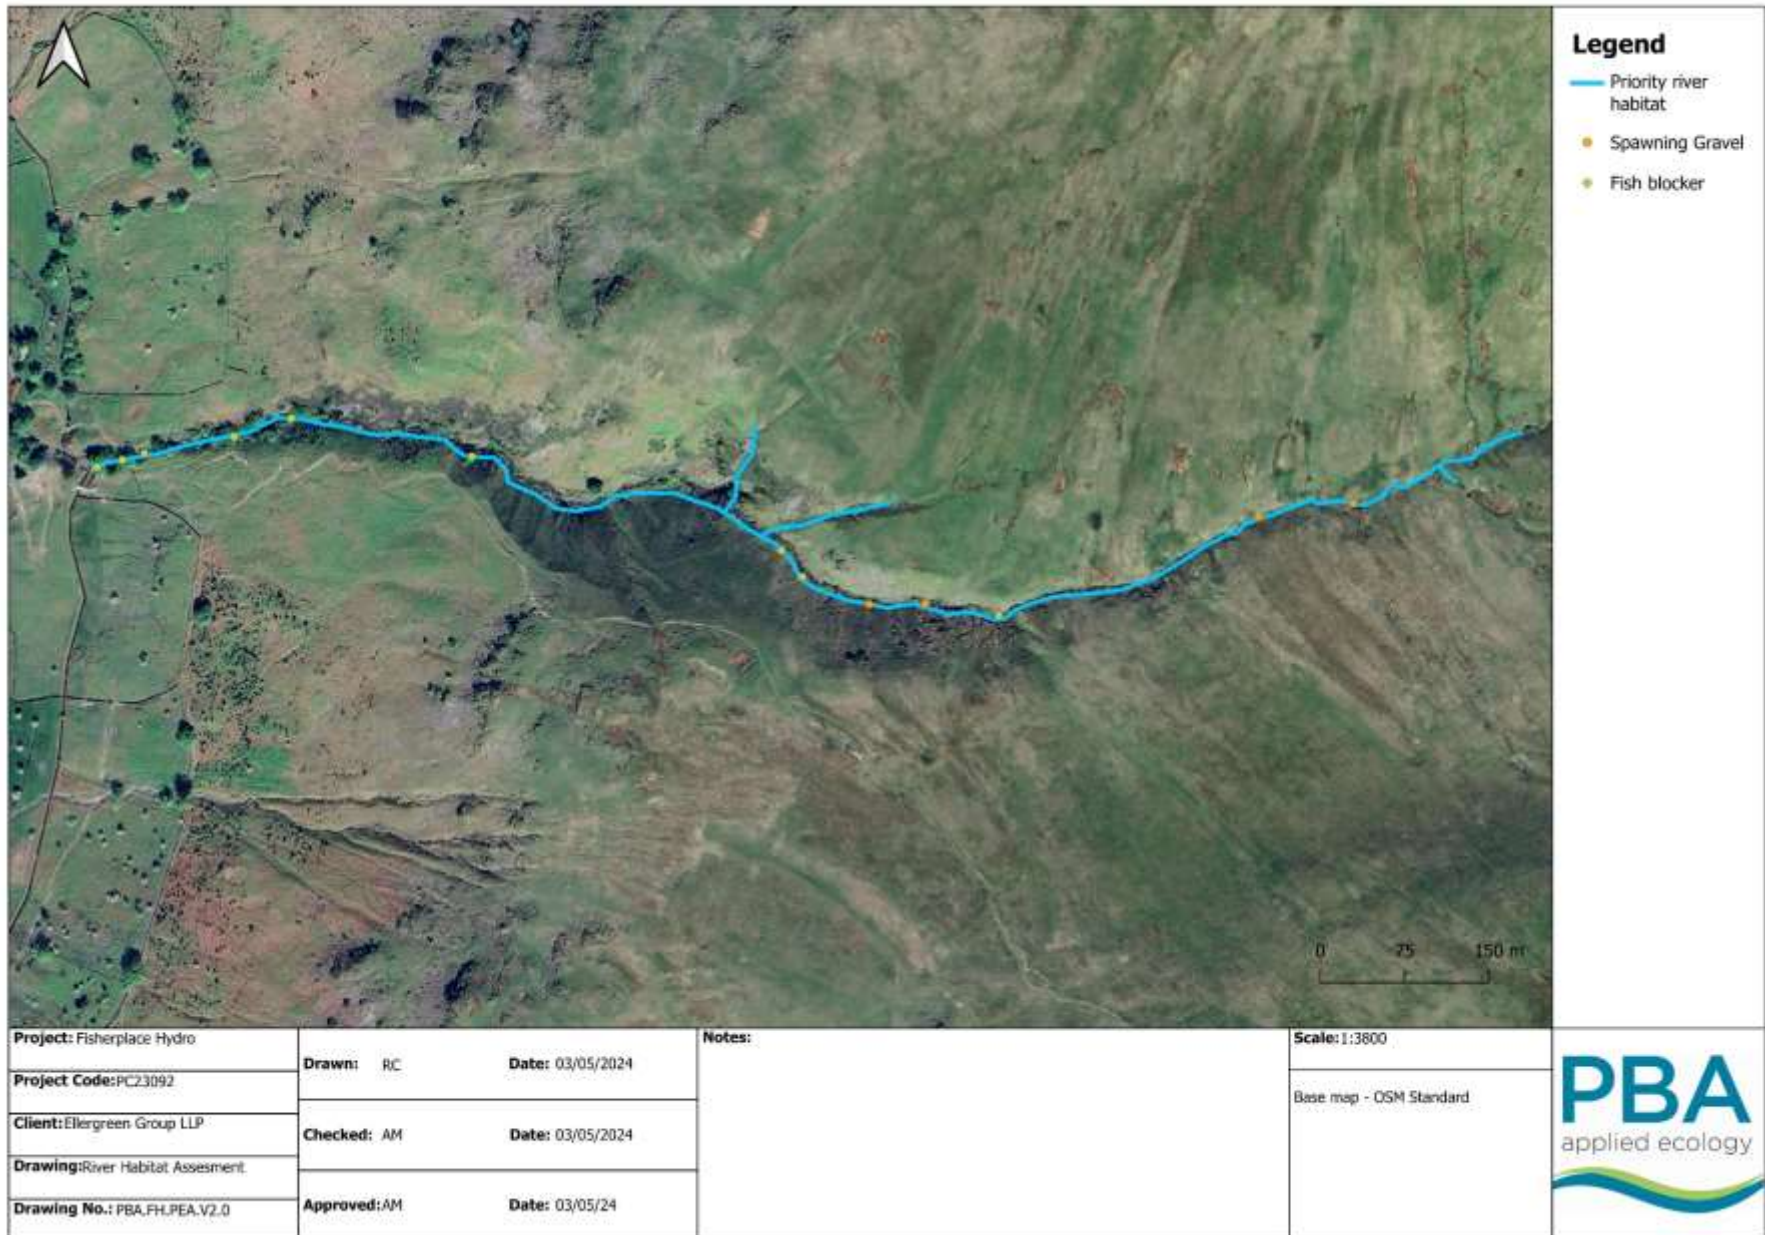 Legend
Priority river
habitat
Spawning Gravel
Fish blocker
0 75 150 m
Project: Fisherplace Hydro
Project Code:PC23092
Client:Ellergreen Group LLP
Drawing:River Habitat Assesment
Drawing No.: PBA.FH.PEA.V2.0
Drawn: RC Date: 03/05/2024
Checked: AM Date: 03/05/2024
Approved:AM Date: 03/05/24
Notes:
Scale:1:3800
Base map - OSM Standard
PBA
applied ecology